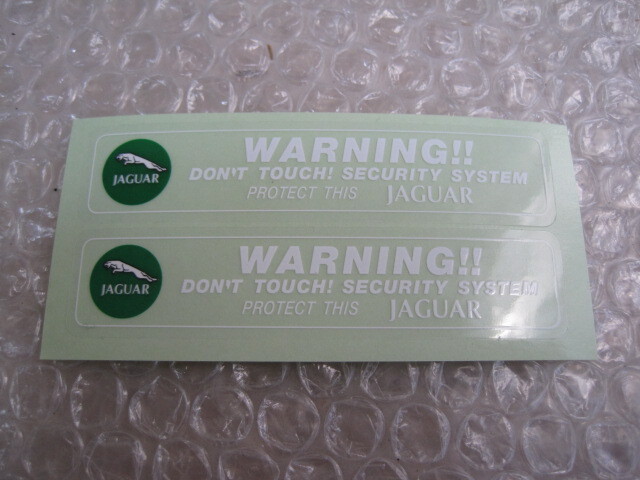 JAGUAR
WARNING!!
DON'T TOUCH! SECURITY SYSTEM
PROTECT THIS JAGUAR
JAGUAR
WARNING!!
DON'T TOUCH! SECURITY SYSTEM
PROTECT THIS JAGUAR